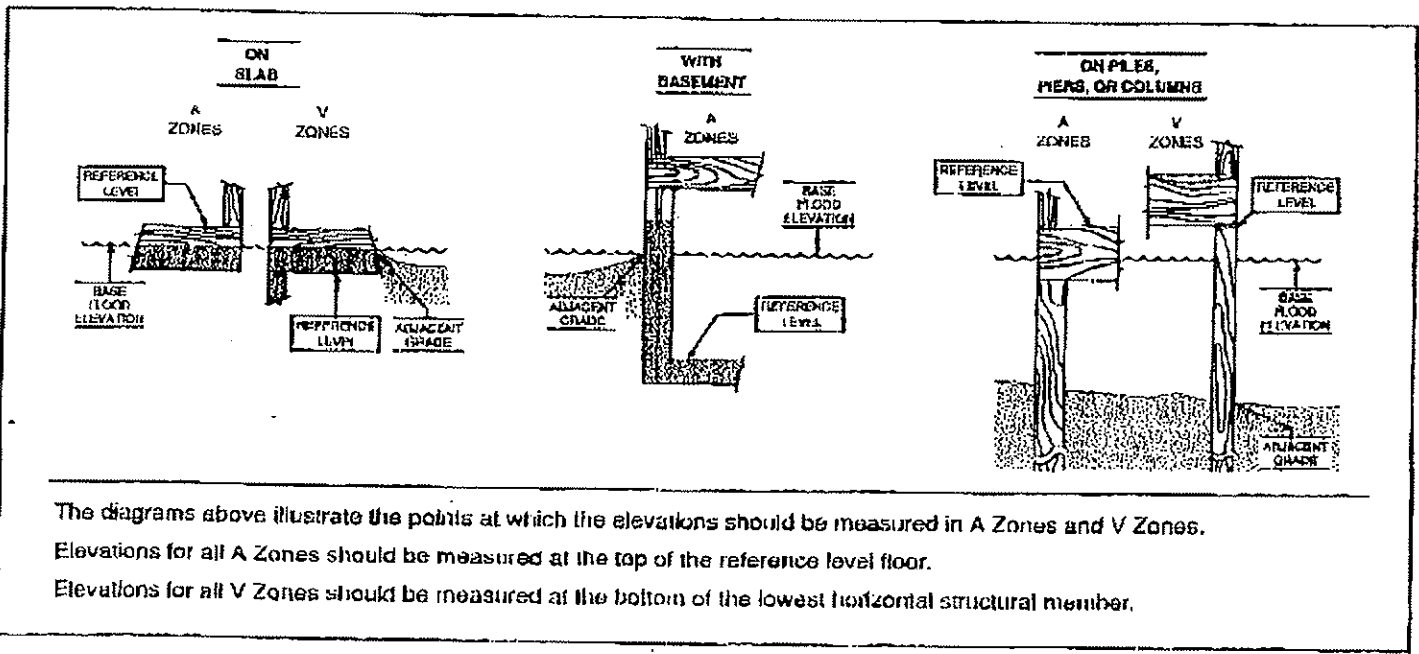 ON
SLAB
A
ZONES
V
ZONES
REFERENCE
LEVEL
BASE
FLOOD
ELEVATION
REFERENCE
LEVEL
ADJACENT
GRADE
WITH
BASEMENT
A
ZONES
BASE
FLOOD
ELEVATION
ADJACENT
GRADE
REFERENCE
LEVEL
ON PILES,
PIERS, OR COLUMNS
A
ZONES
V
ZONES
REFERENCE
LEVEL
REFERENCE
LEVEL
BASE
FLOOD
ELEVATION
ADJACENT
GRADE
The diagrams above illustrate the points at which the elevations should be measured in A Zones and V Zones.
Elevations for all A Zones should be measured at the top of the reference level floor.
Elevations for all V Zones should be measured at the bottom of the lowest horizontal structural member.